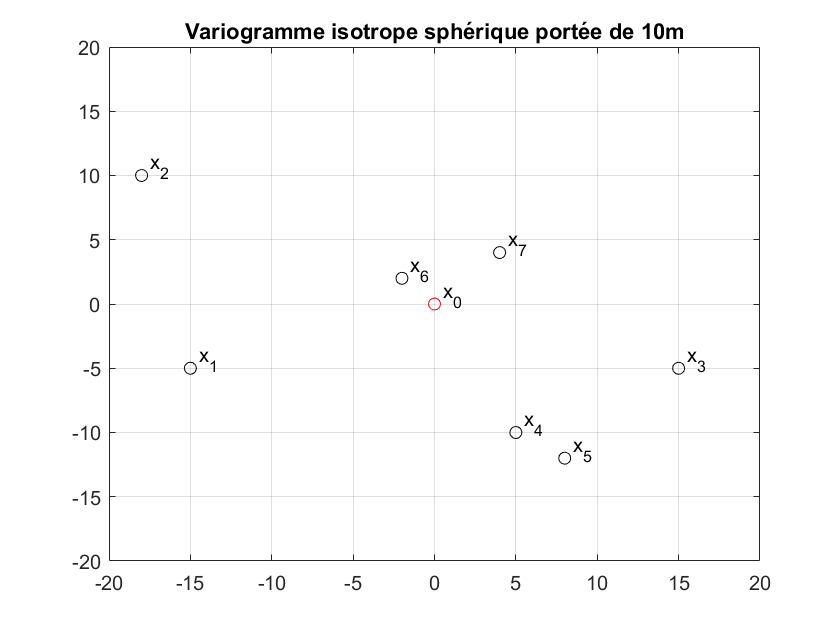 Variogramme isotrope sphérique portée de 10m
20
15
10
5
0
-5
-10
-15
-20
x2
x6
x7
x0
x1
x3
x4
x5
-20 -15 -10 -5 0 5 10 15 20